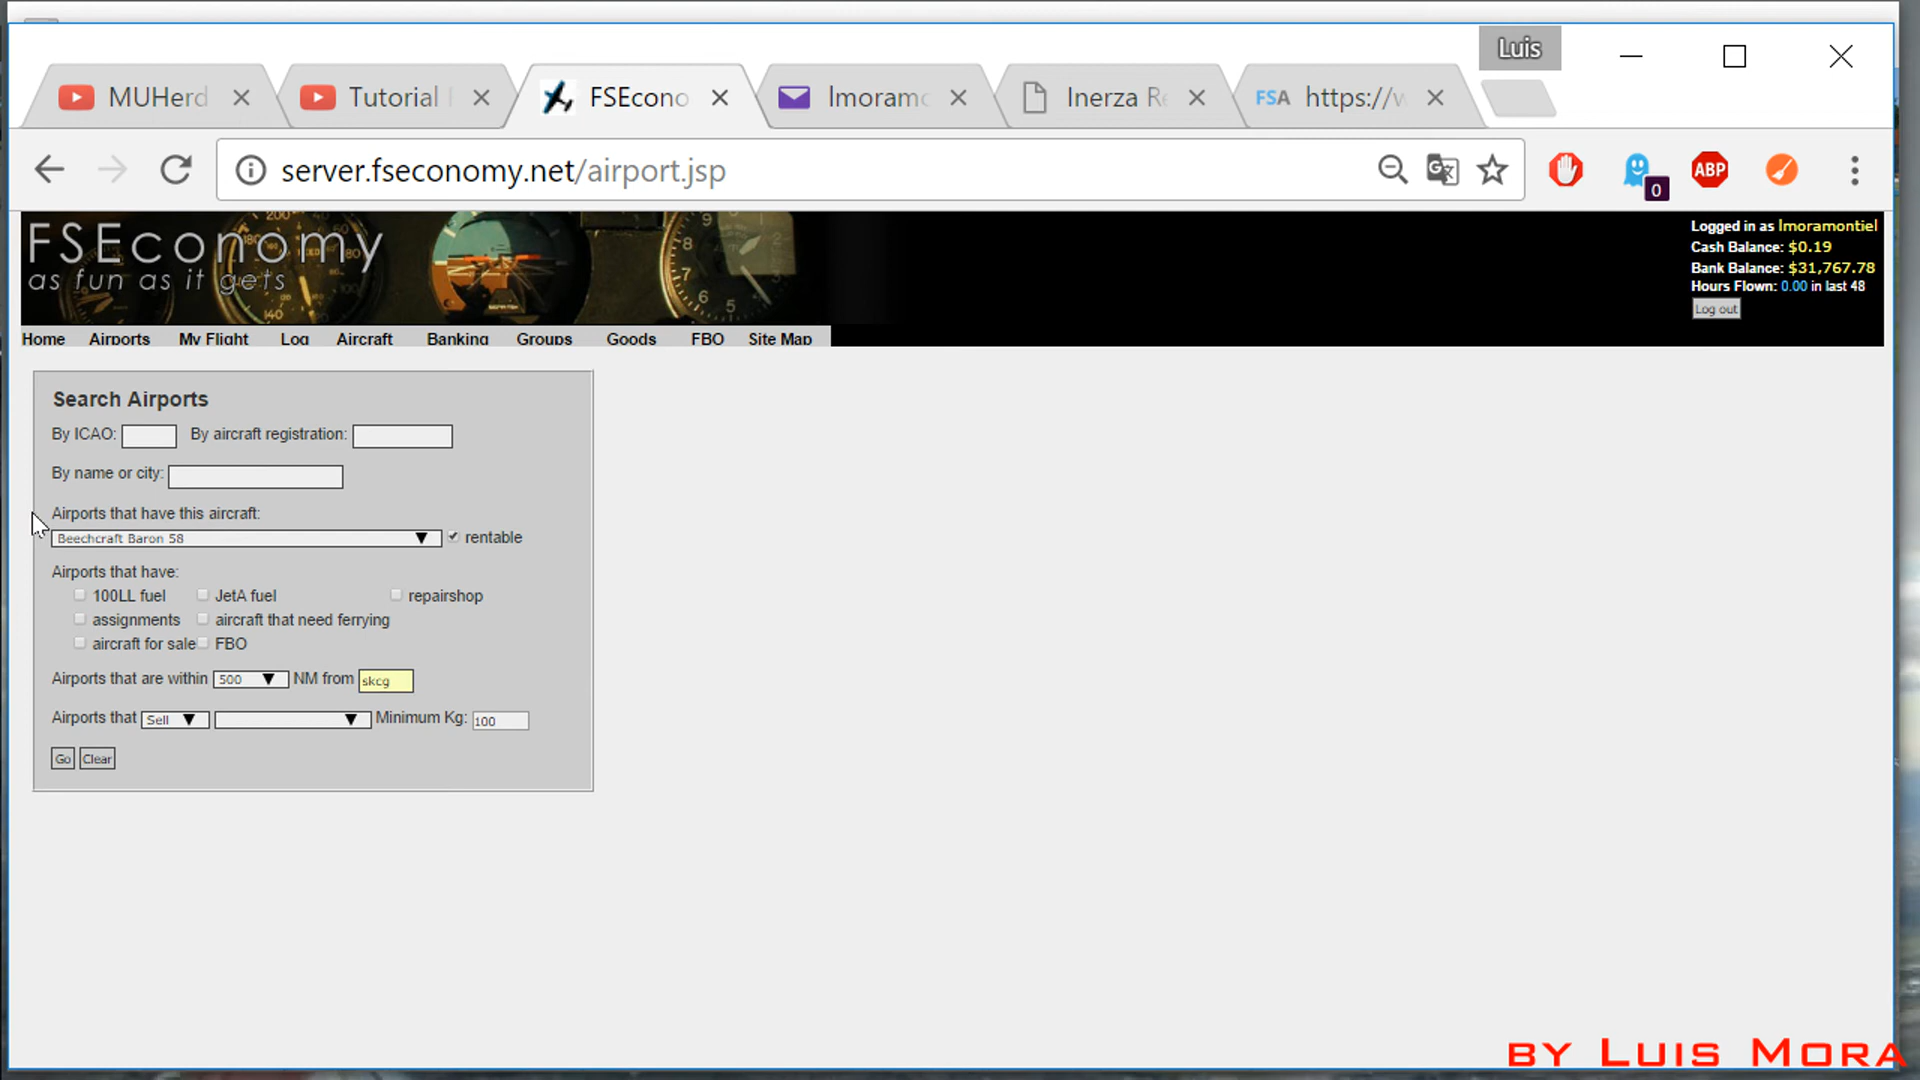 Luis
MUHerd
Tutorial
FSEcono
lmoramo
Inerza Re
FSA https://w
server.fseconomy.net/airport.jsp
0
ABP
FSEconomy
as fun as it gets
Logged in as lmoramontiel
Cash Balance: $0.19
Bank Balance: $31,767.78
Hours Flown: 0.00 in last 48
Log out
Home Airports My Flight Log Aircraft Banking Groups Goods FBO Site Map
Search Airports
By ICAO: By aircraft registration:
By name or city:
Airports that have this aircraft:
Beechcraft Baron 58 rentable
Airports that have:
100LL fuel JetA fuel repairshop
assignments aircraft that need ferrying
aircraft for sale FBO
Airports that are within 500 NM from skcg
Airports that Sell Minimum Kg: 100
Go Clear
BY LUIS MORA